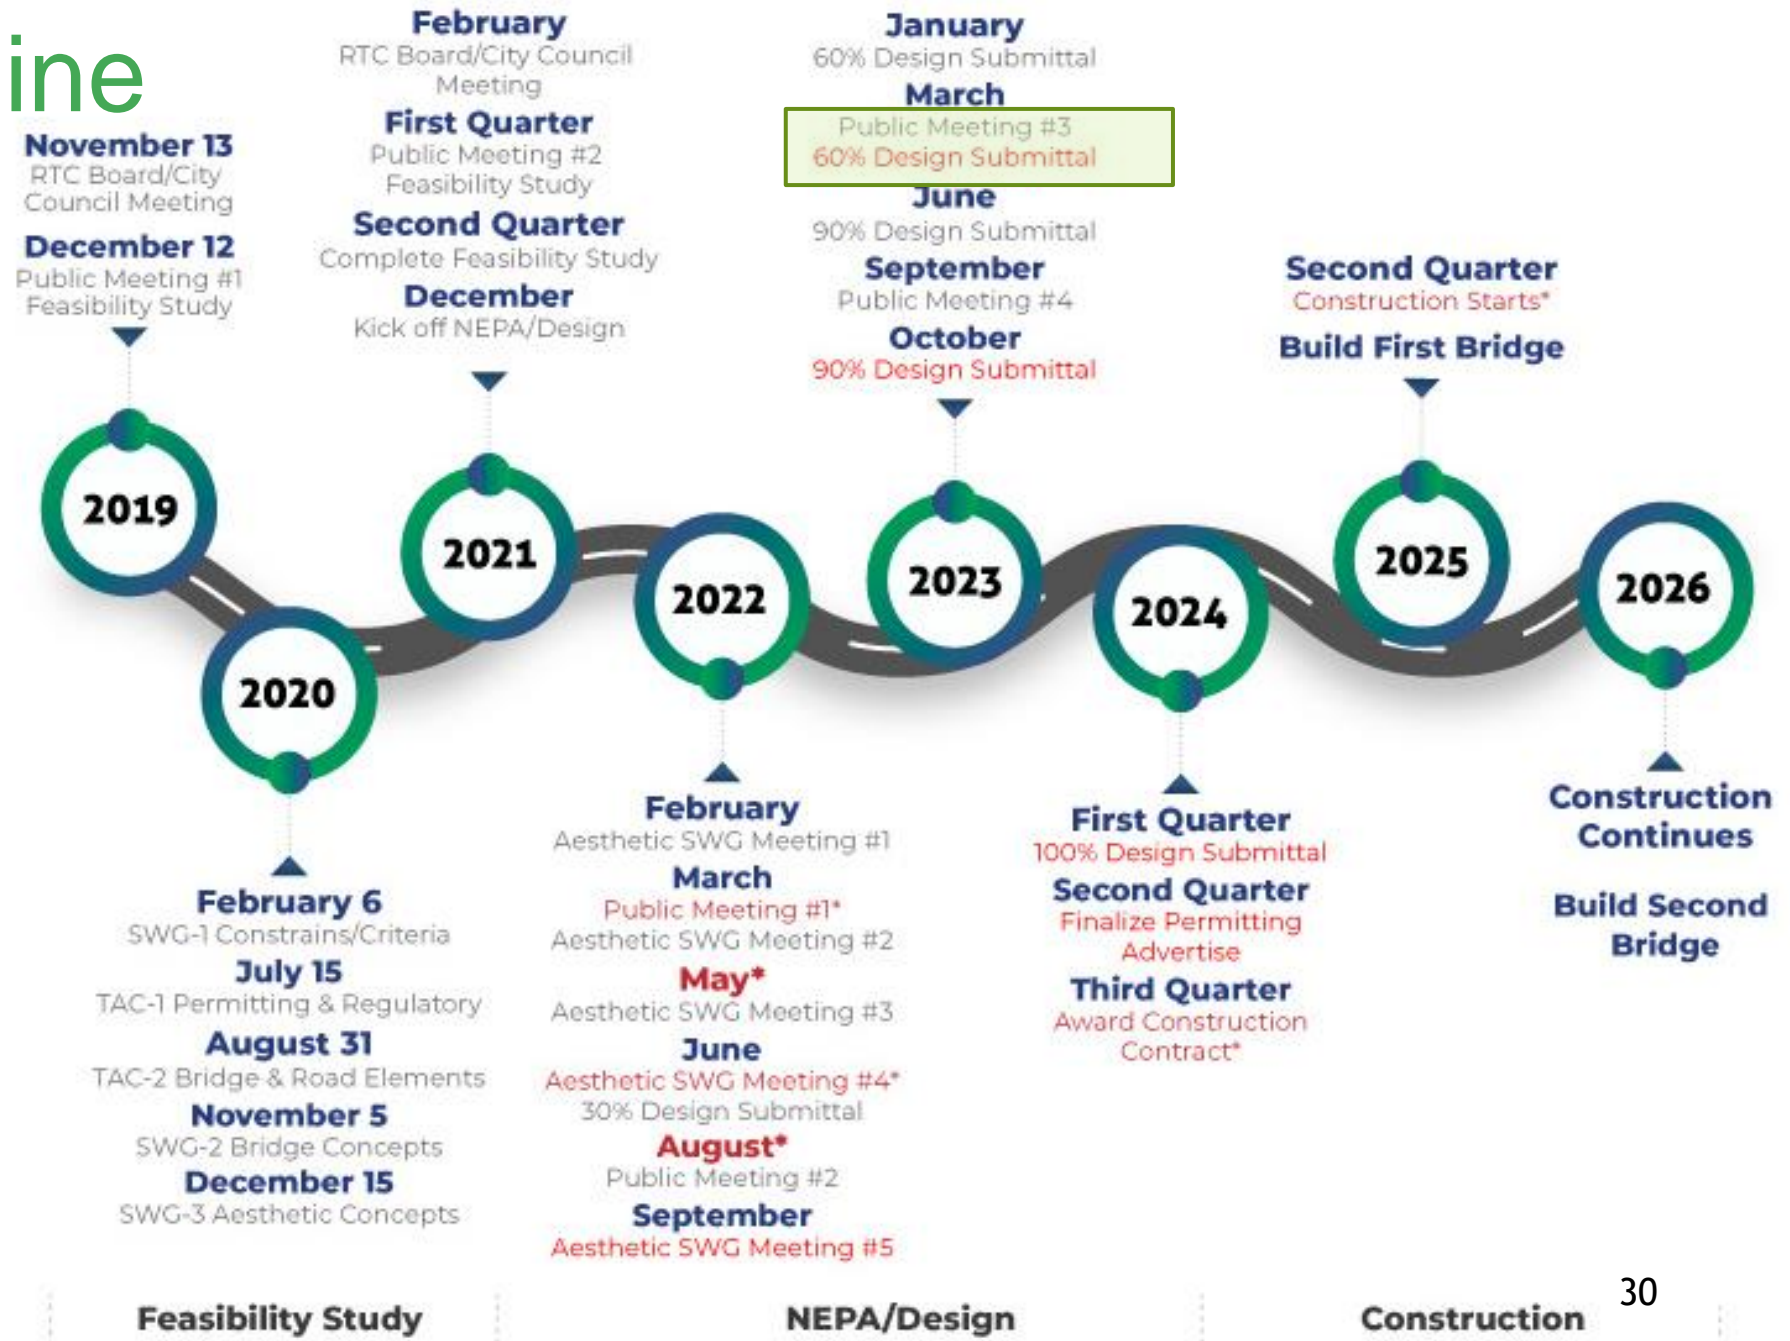 ine
November 13
RTC Board/City
Council Meeting
December 12
Public Meeting #1
Feasibility Study
2019
2020
February 6
SWG-1 Constrains/Criteria
July 15
TAC-1 Permitting & Regulatory
August 31
TAC-2 Bridge & Road Elements
November 5
SWG-2 Bridge Concepts
December 15
SWG-3 Aesthetic Concepts
February
RTC Board/City Council
Meeting
First Quarter
Public Meeting #2
Feasibility Study
Second Quarter
Complete Feasibility Study
December
Kick off NEPA/Design
2021
2022
February
Aesthetic SWG Meeting #1
March
Public Meeting #1*
Aesthetic SWG Meeting #2
May*
Aesthetic SWG Meeting #3
June
Aesthetic SWG Meeting #4*
30% Design Submittal
August*
Public Meeting #2
September
Aesthetic SWG Meeting #5
January
60% Design Submittal
March
Public Meeting #3
60% Design Submittal
June
90% Design Submittal
September
Public Meeting #4
October
90% Design Submittal
2023
2024
First Quarter
100% Design Submittal
Second Quarter
Finalize Permitting
Advertise
Third Quarter
Award Construction
Contract*
Second Quarter
Construction Starts*
Build First Bridge
2025
2026
Construction
Continues
Build Second
Bridge
Feasibility Study
NEPA/Design
Construction
30